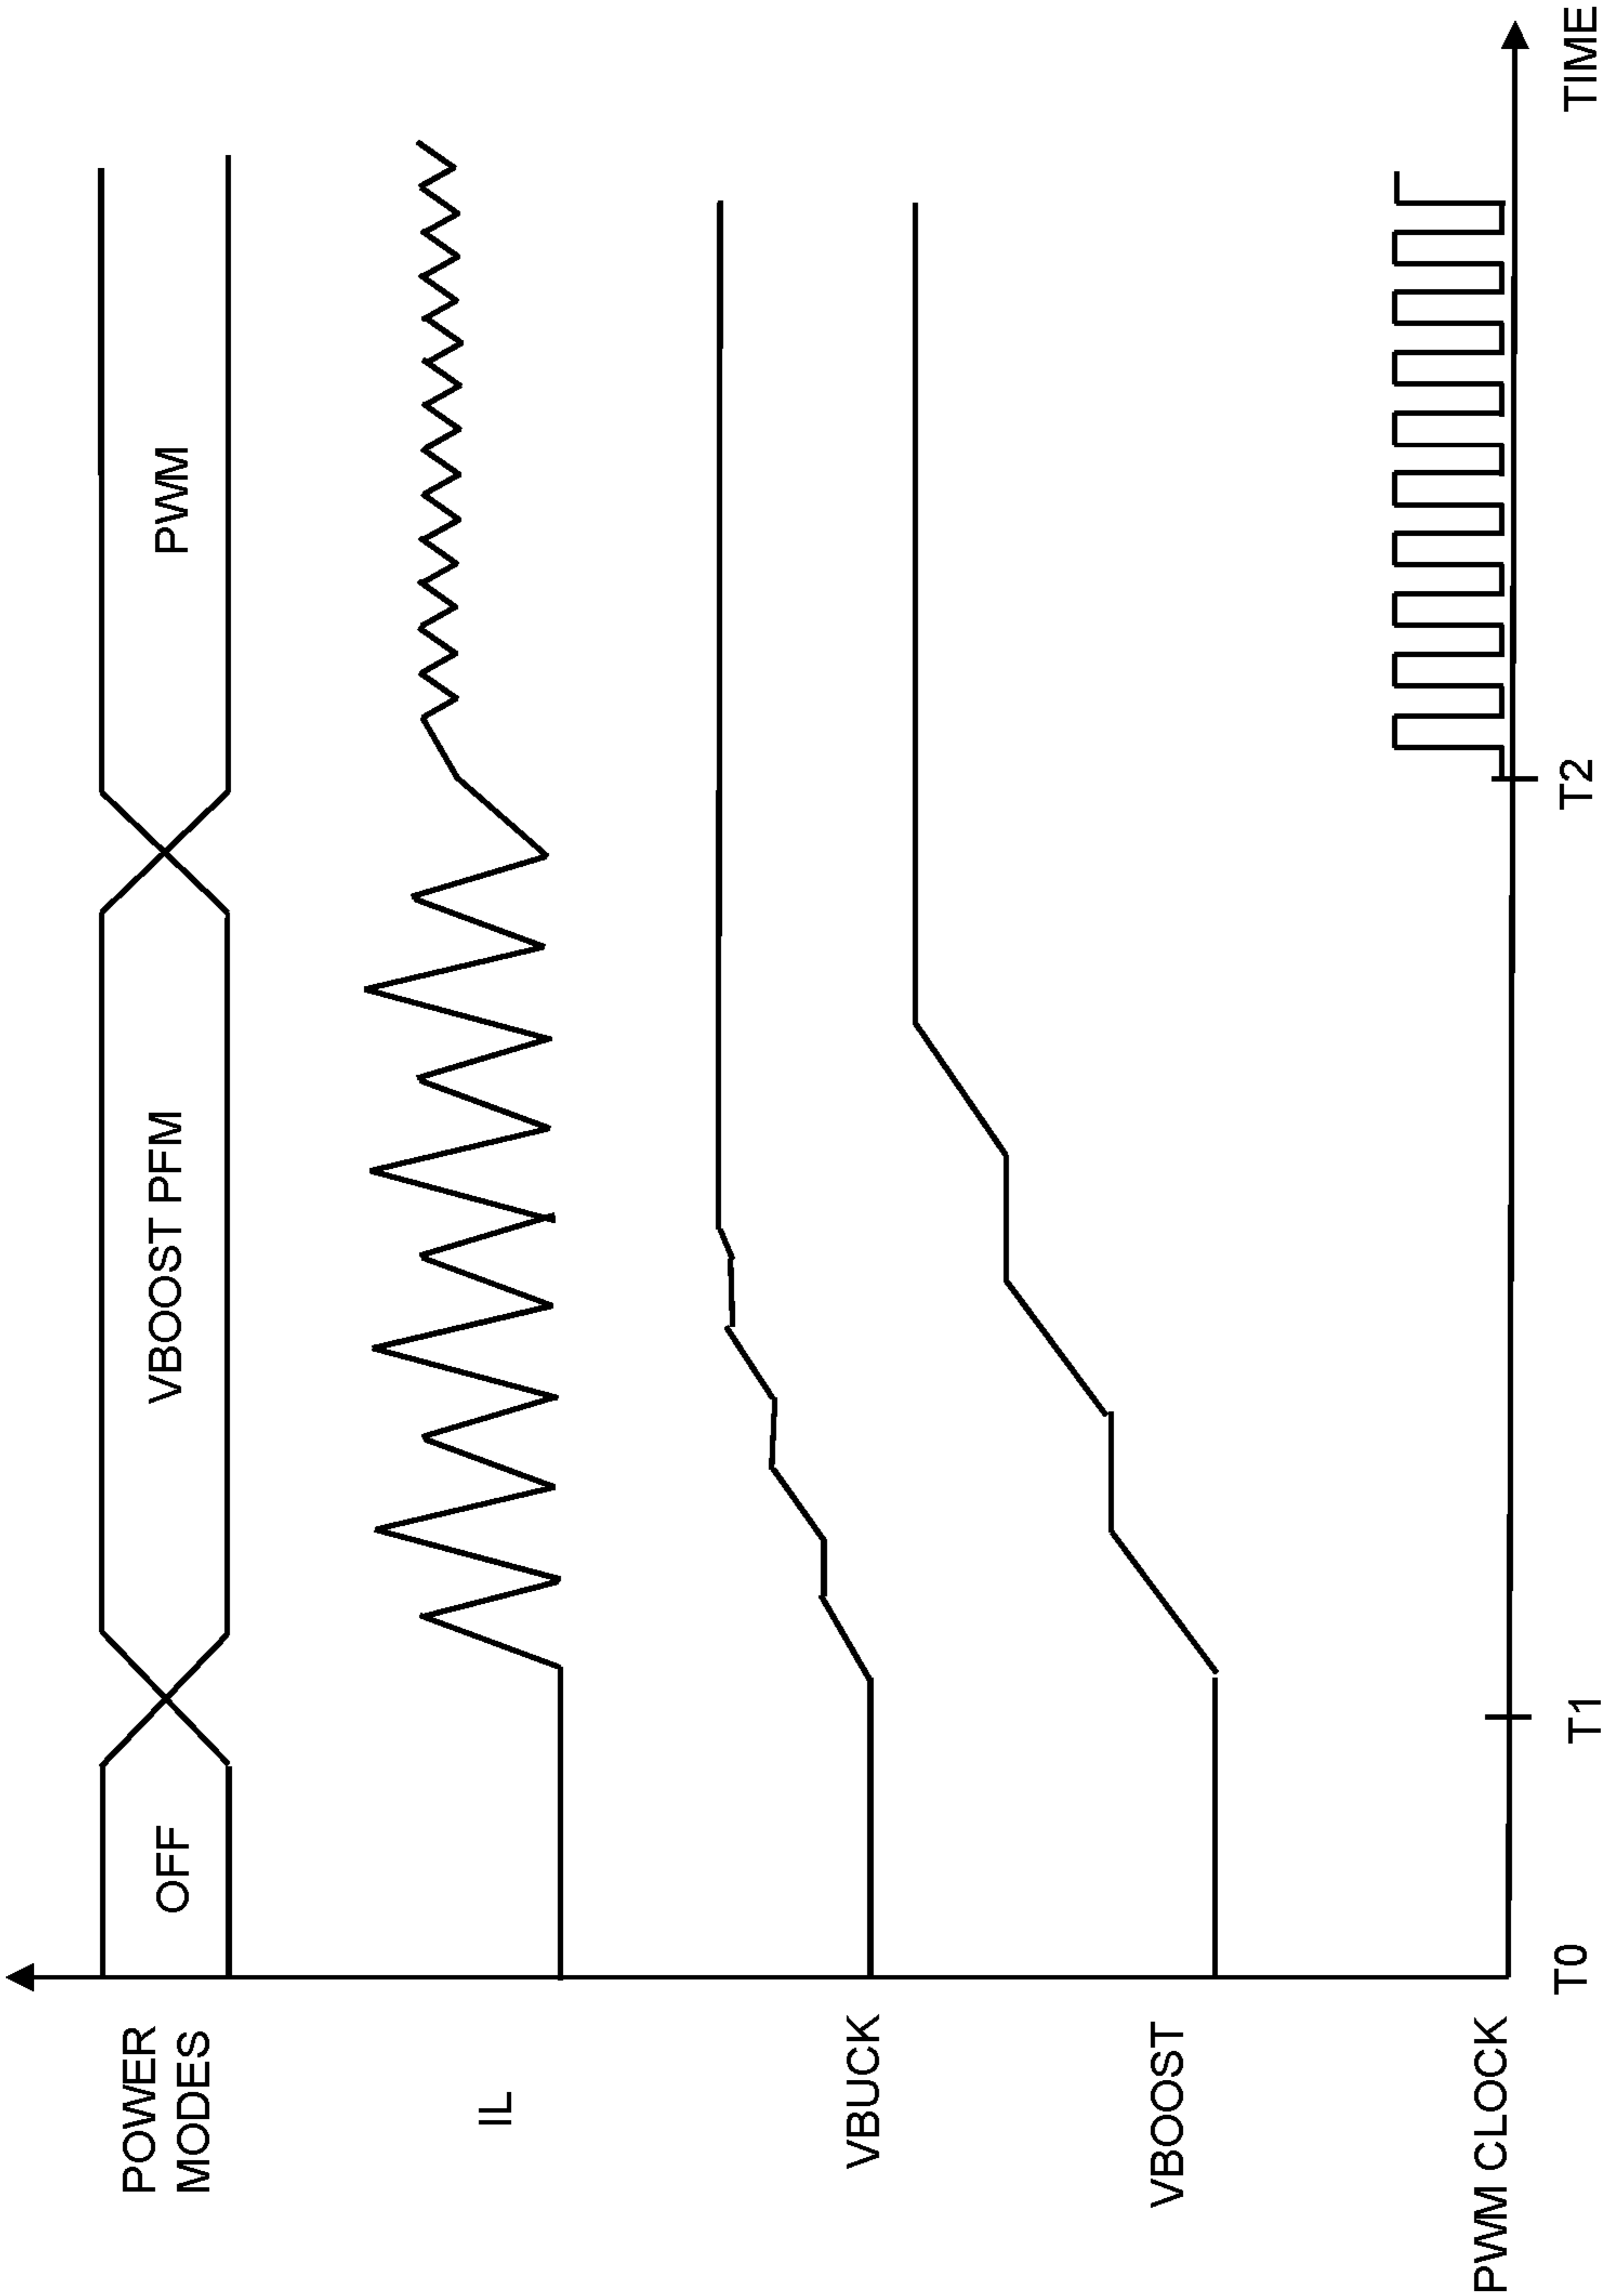 POWER
MODES
OFF
VBOOST PFM
PWM
IL
VBUCK
VBOOST
PWM CLOCK
T0
T1
T2
TIME